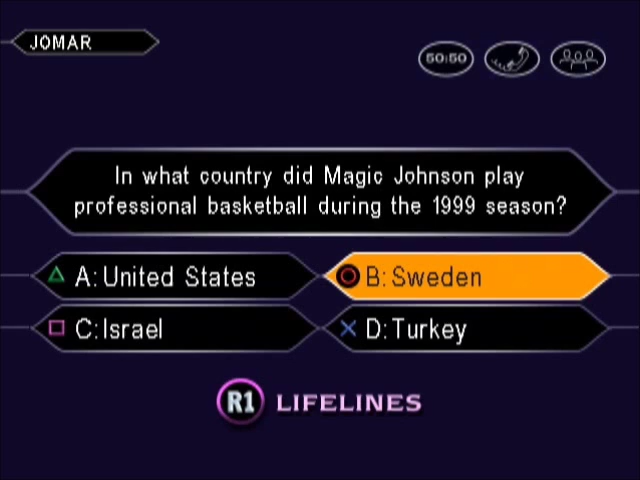 JOMAR
50:50
In what country did Magic Johnson play
professional basketball during the 1999 season?
A: United States
B: Sweden
C: Israel
D: Turkey
R1 LIFELINES